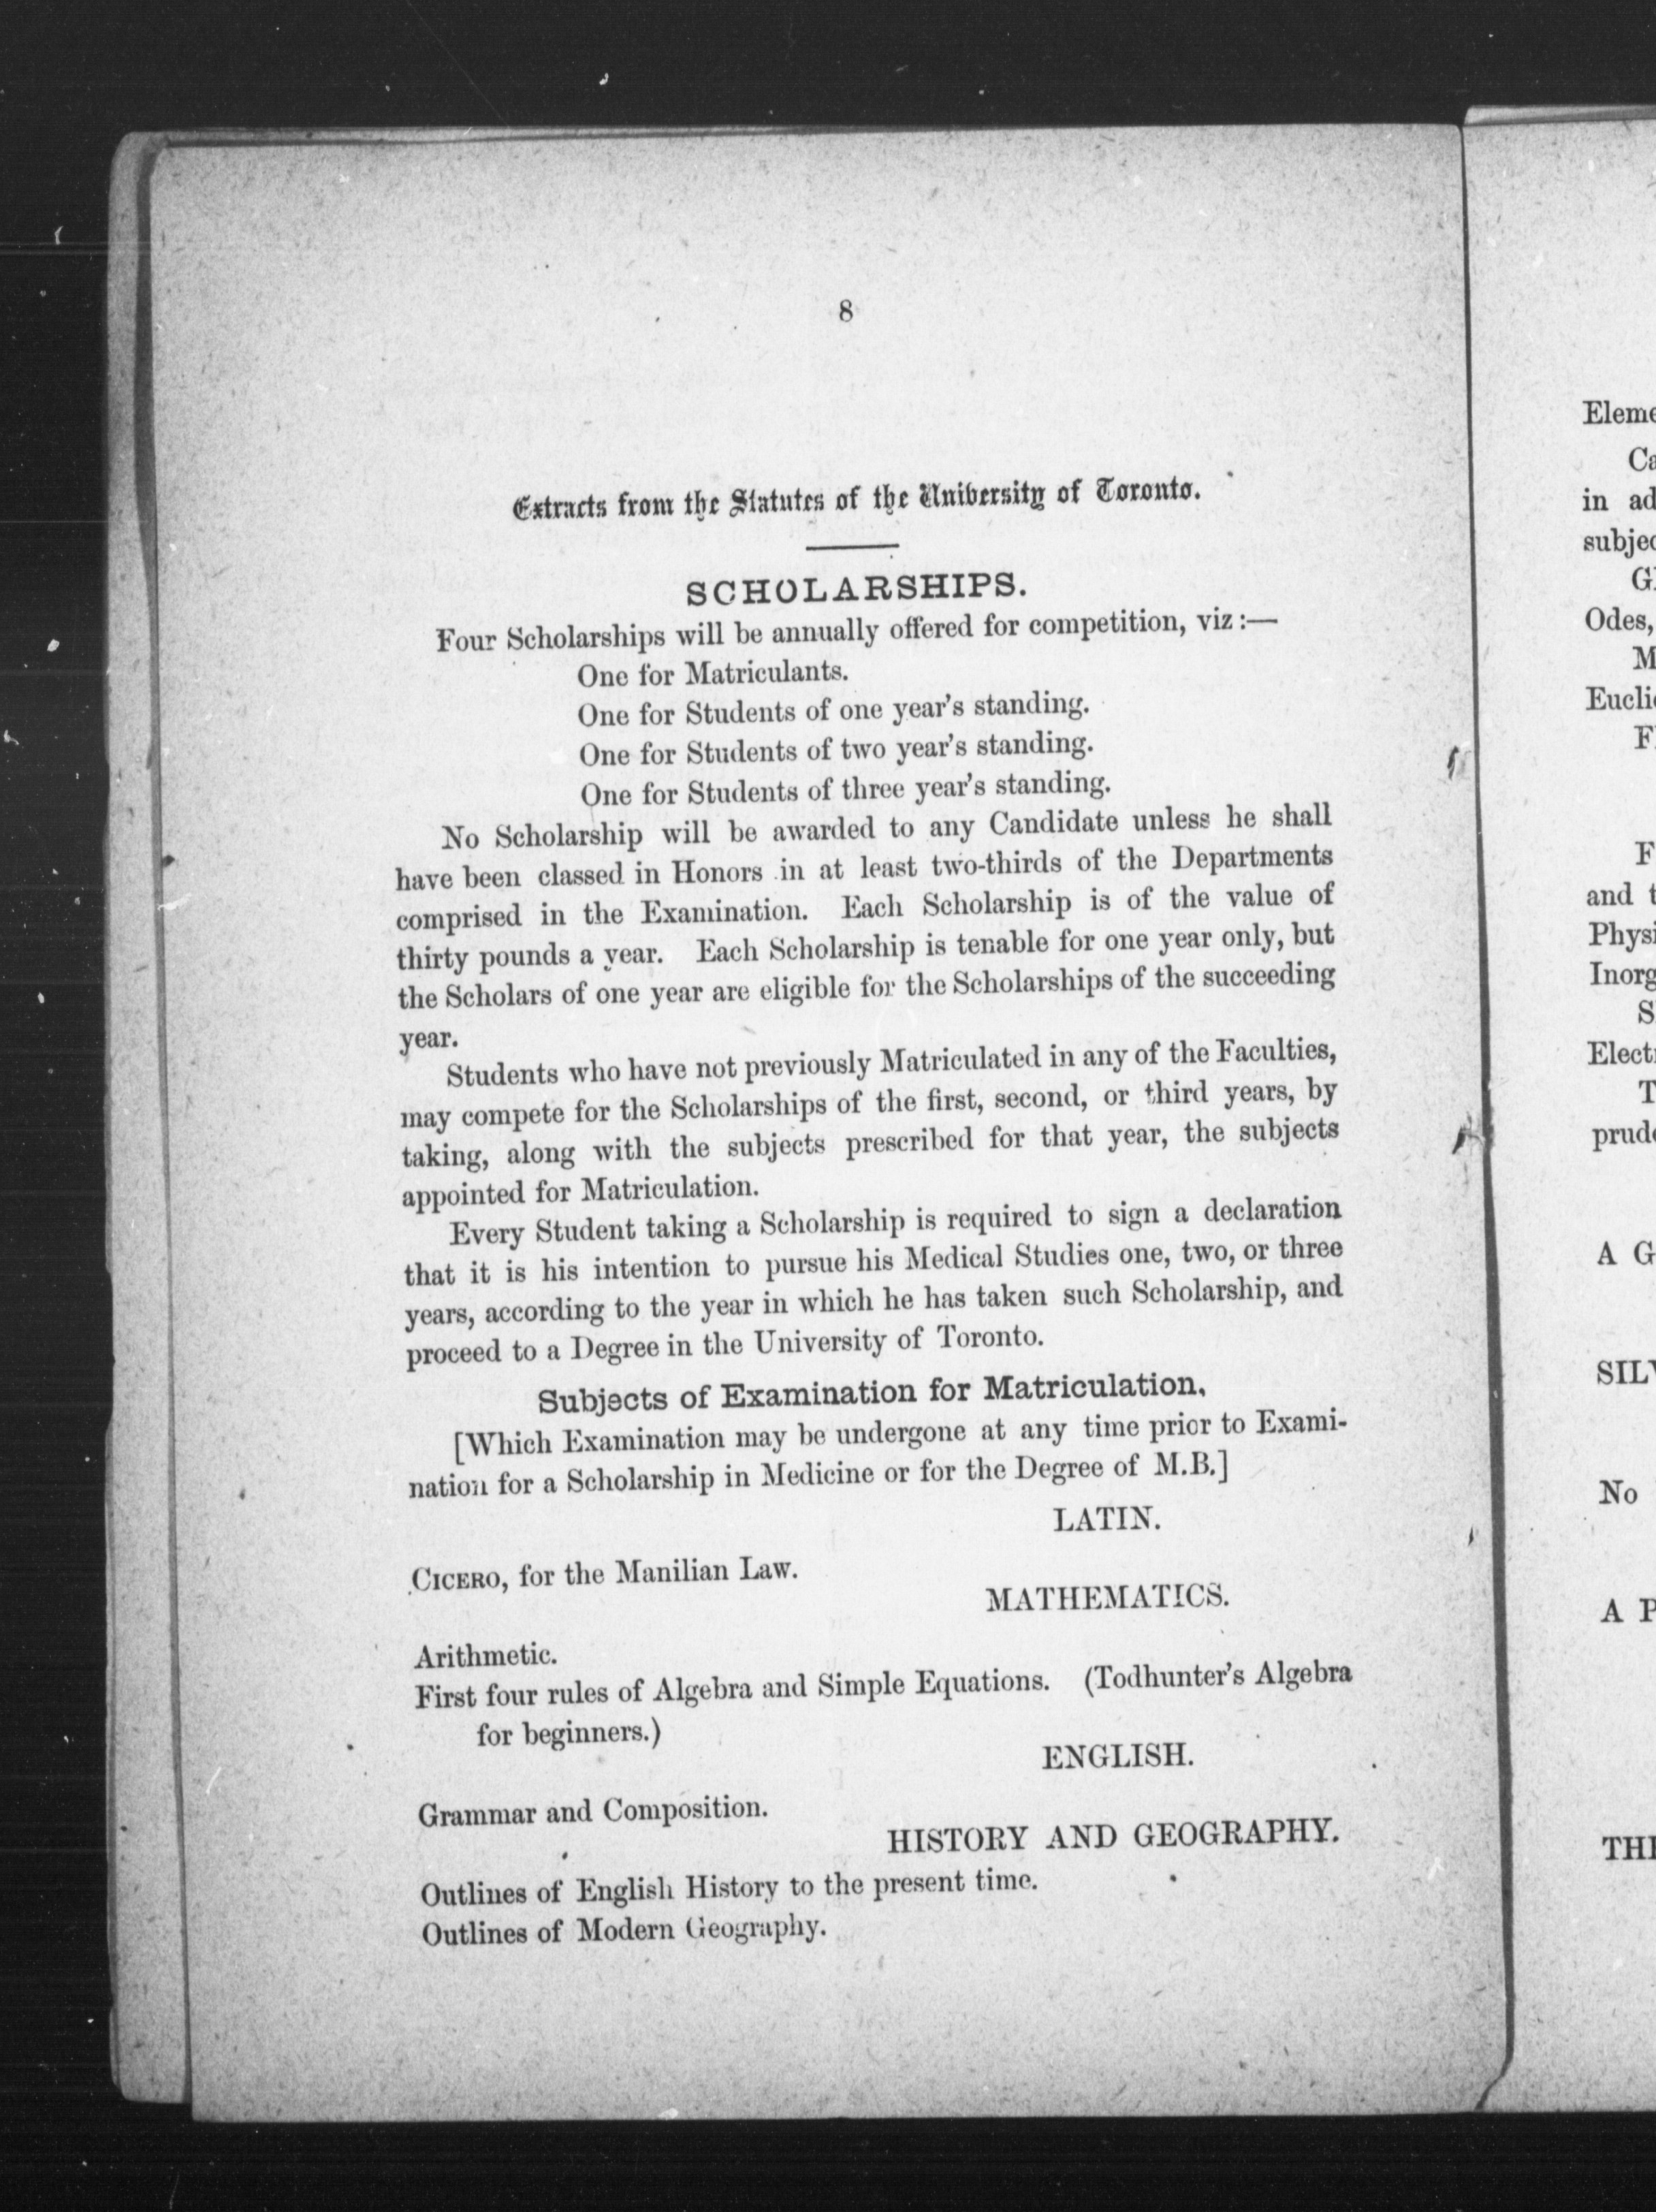 8
Extracts from the Statutes of the University of Toronto.
SCHOLARSHIPS.
Four Scholarships will be annually offered for competition, viz :—
One for Matriculants.
One for Students of one year's standing.
One for Students of two year's standing.
One for Students of three year's standing.
No Scholarship will be awarded to any Candidate unless he shall
have been classed in Honors in at least two-thirds of the Departments
comprised in the Examination. Each Scholarship is of the value of
thirty pounds a year. Each Scholarship is tenable for one year only, but
the Scholars of one year are eligible for the Scholarships of the succeeding
year.
Students who have not previously Matriculated in any of the Faculties,
may compete for the Scholarships of the first, second, or third years, by
taking, along with the subjects prescribed for that year, the subjects
appointed for Matriculation.
Every Student taking a Scholarship is required to sign a declaration
that it is his intention to pursue his Medical Studies one, two, or three
years, according to the year in which he has taken such Scholarship, and
proceed to a Degree in the University of Toronto.
Subjects of Examination for Matriculation,
[Which Examination may be undergone at any time prior to Exami-
nation for a Scholarship in Medicine or for the Degree of M.B.]
LATIN.
CICERO, for the Manilian Law.
MATHEMATICS.
Arithmetic.
First four rules of Algebra and Simple Equations. (Todhunter's Algebra
for beginners.)
ENGLISH.
Grammar and Composition.
HISTORY AND GEOGRAPHY.
Outlines of English History to the present time.
Outlines of Modern Geography.
in
Odes,
and
No
A